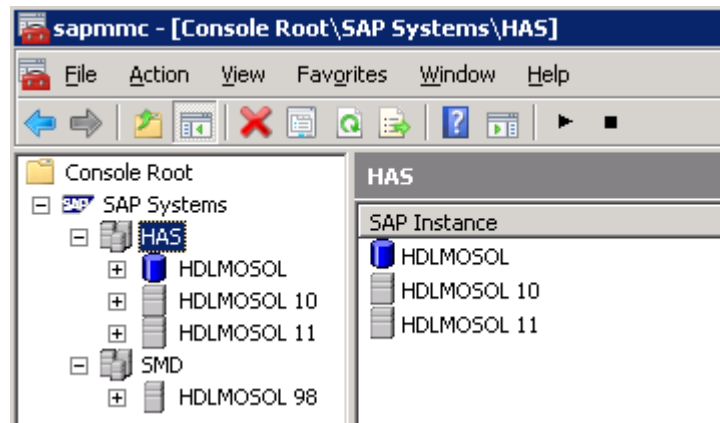 sapmmc - [Console Root\SAP Systems\HAS]
File Action View Favorites Window Help
Console Root
SAP Systems
HAS
HDLMOSOL
HDLMOSOL 10
HDLMOSOL 11
SMD
HDLMOSOL 98
HAS
SAP Instance
HDLMOSOL
HDLMOSOL 10
HDLMOSOL 11